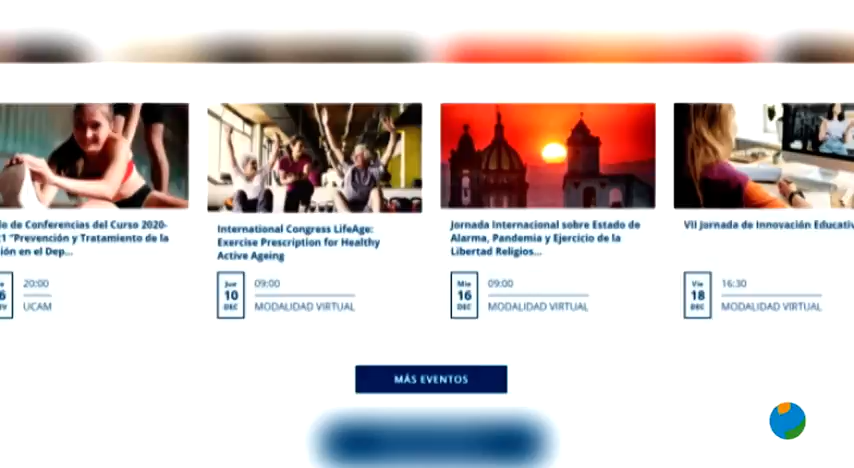 de Conferencias del Curso 2020-
1 "Prevención y Tratamiento de la
ión en el Dep...
20:00
UCAM
International Congress LifeAge:
Exercise Prescription for Healthy
Active Ageing
Jue
10
DEC
09:00
MODALIDAD VIRTUAL
Jornada Internacional sobre Estado de
Alarma, Pandemia y Ejercicio de la
Libertad Religios...
Mie
16
DEC
09:00
MODALIDAD VIRTUAL
VII Jornada de Innovación Educativ
Vie
18
DEC
16:30
MODALIDAD VIRTUAL
MÁS EVENTOS